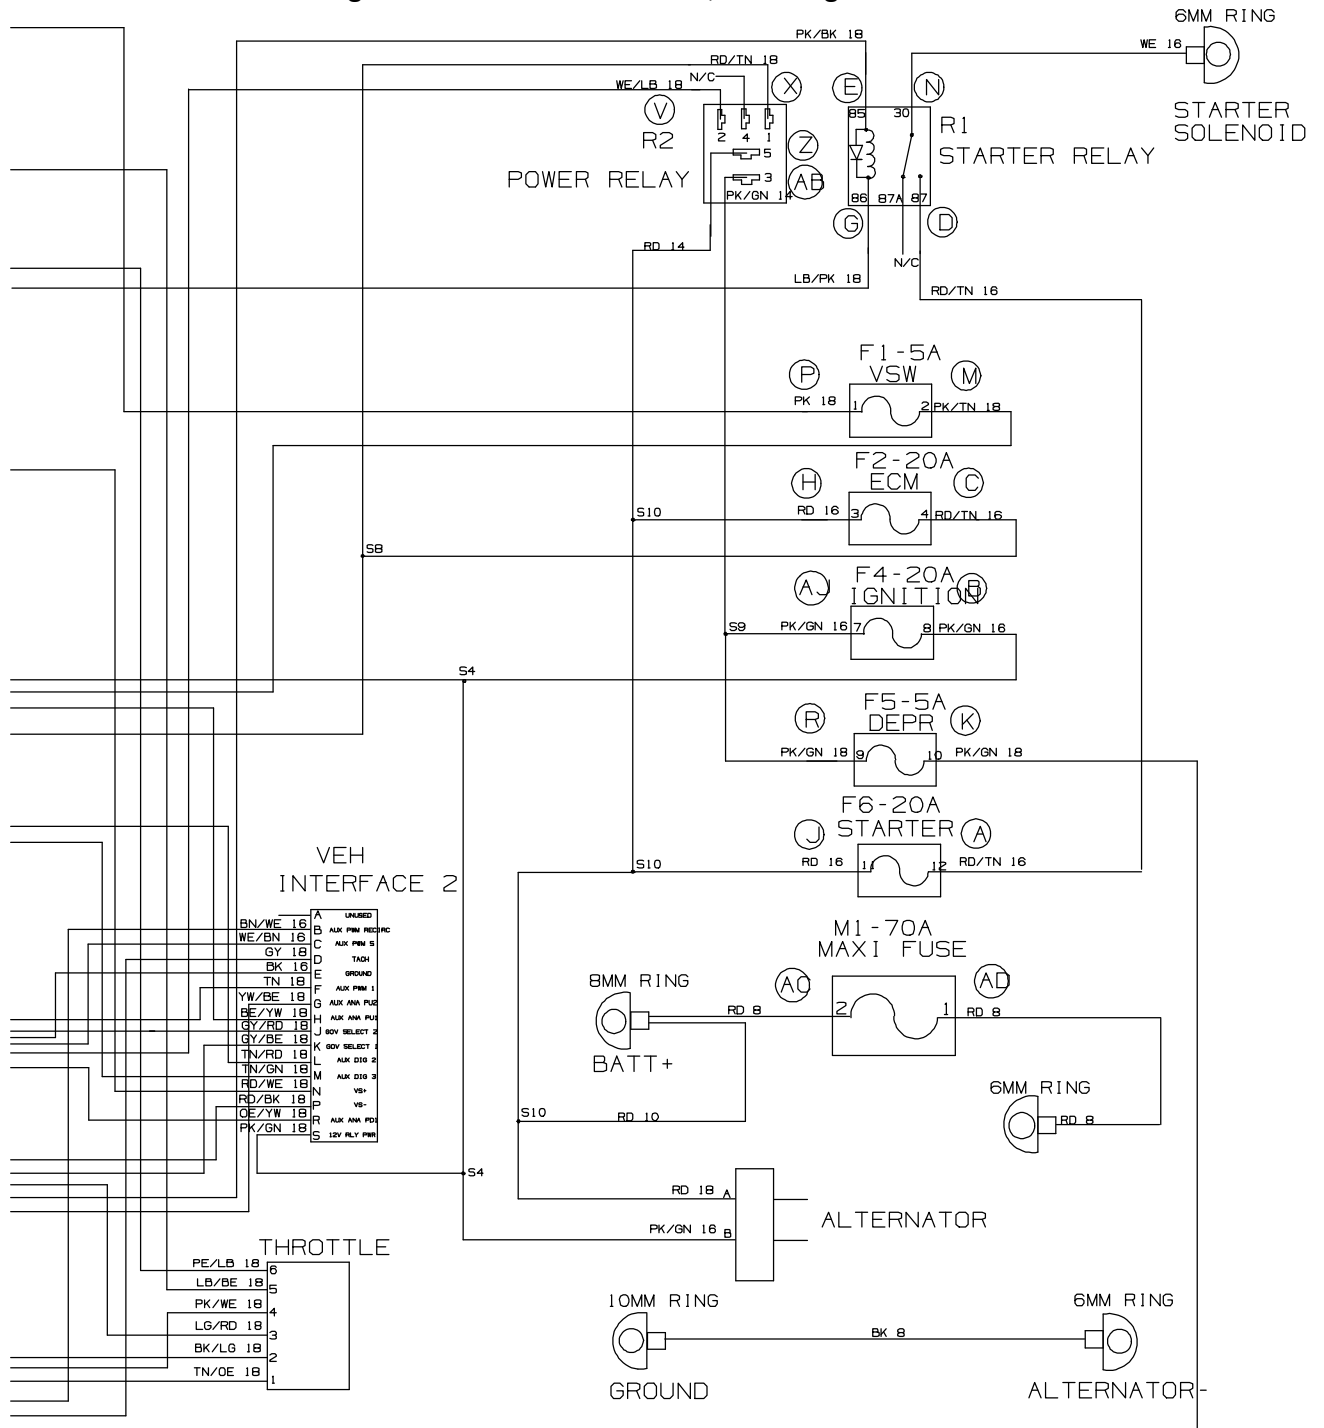 6MM RING
PK/BK 18
WE 16
RD/TN 18
N/C
WE/LB 18
X
E
N
V
85
30
STARTER
SOLENOID
R2
2
4
1
R1
Z
5
STARTER RELAY
POWER RELAY
3
AB
PK/GN 14
86
87A
87
G
D
RD 14
N/C
LB/PK 18
RD/TN 16
F1-5A
VSW
P
M
PK 18
1
2
PK/TN 18
F2-20A
ECM
H
C
S10
RD 16
3
4
RD/TN 16
S8
F4-20A
IGNITION
AJ
B
S9
PK/GN 16
7
8
PK/GN 16
S4
F5-5A
DEPR
R
K
PK/GN 18
9
10
PK/GN 18
F6-20A
STARTER
J
A
S10
RD 16
11
12
RD/TN 16
VEH
INTERFACE 2
A UNUSED
BN/WE 16 B AUX PWM RECIRC
WE/BN 16 C AUX PWM 5
GY 18 D TACH
BK 16 E GROUND
TN 18 F AUX PWM 1
YW/BE 18 G AUX ANA PU2
BE/YW 18 H AUX ANA PU1
GY/RD 18 J GOV SELECT 2
GY/BE 18 K GOV SELECT 1
TN/RD 18 L AUX DIG 2
TN/GN 18 M AUX DIG 3
RD/WE 18 N VS+
RD/BK 18 P VS-
OE/YW 18 R AUX ANA PD1
PK/GN 18 S 12V RLY PWR
M1-70A
MAXI FUSE
8MM RING
AC
AD
RD 8
2
1
RD 8
BATT+
6MM RING
S10
RD 10
RD 8
S4
RD 18 A
PK/GN 16 B
ALTERNATOR
THROTTLE
PE/LB 18 6
LB/BE 18 5
PK/WE 18 4
LG/RD 18 3
BK/LG 18 2
TN/OE 18 1
10MM RING
6MM RING
BK 8
GROUND
ALTERNATOR-